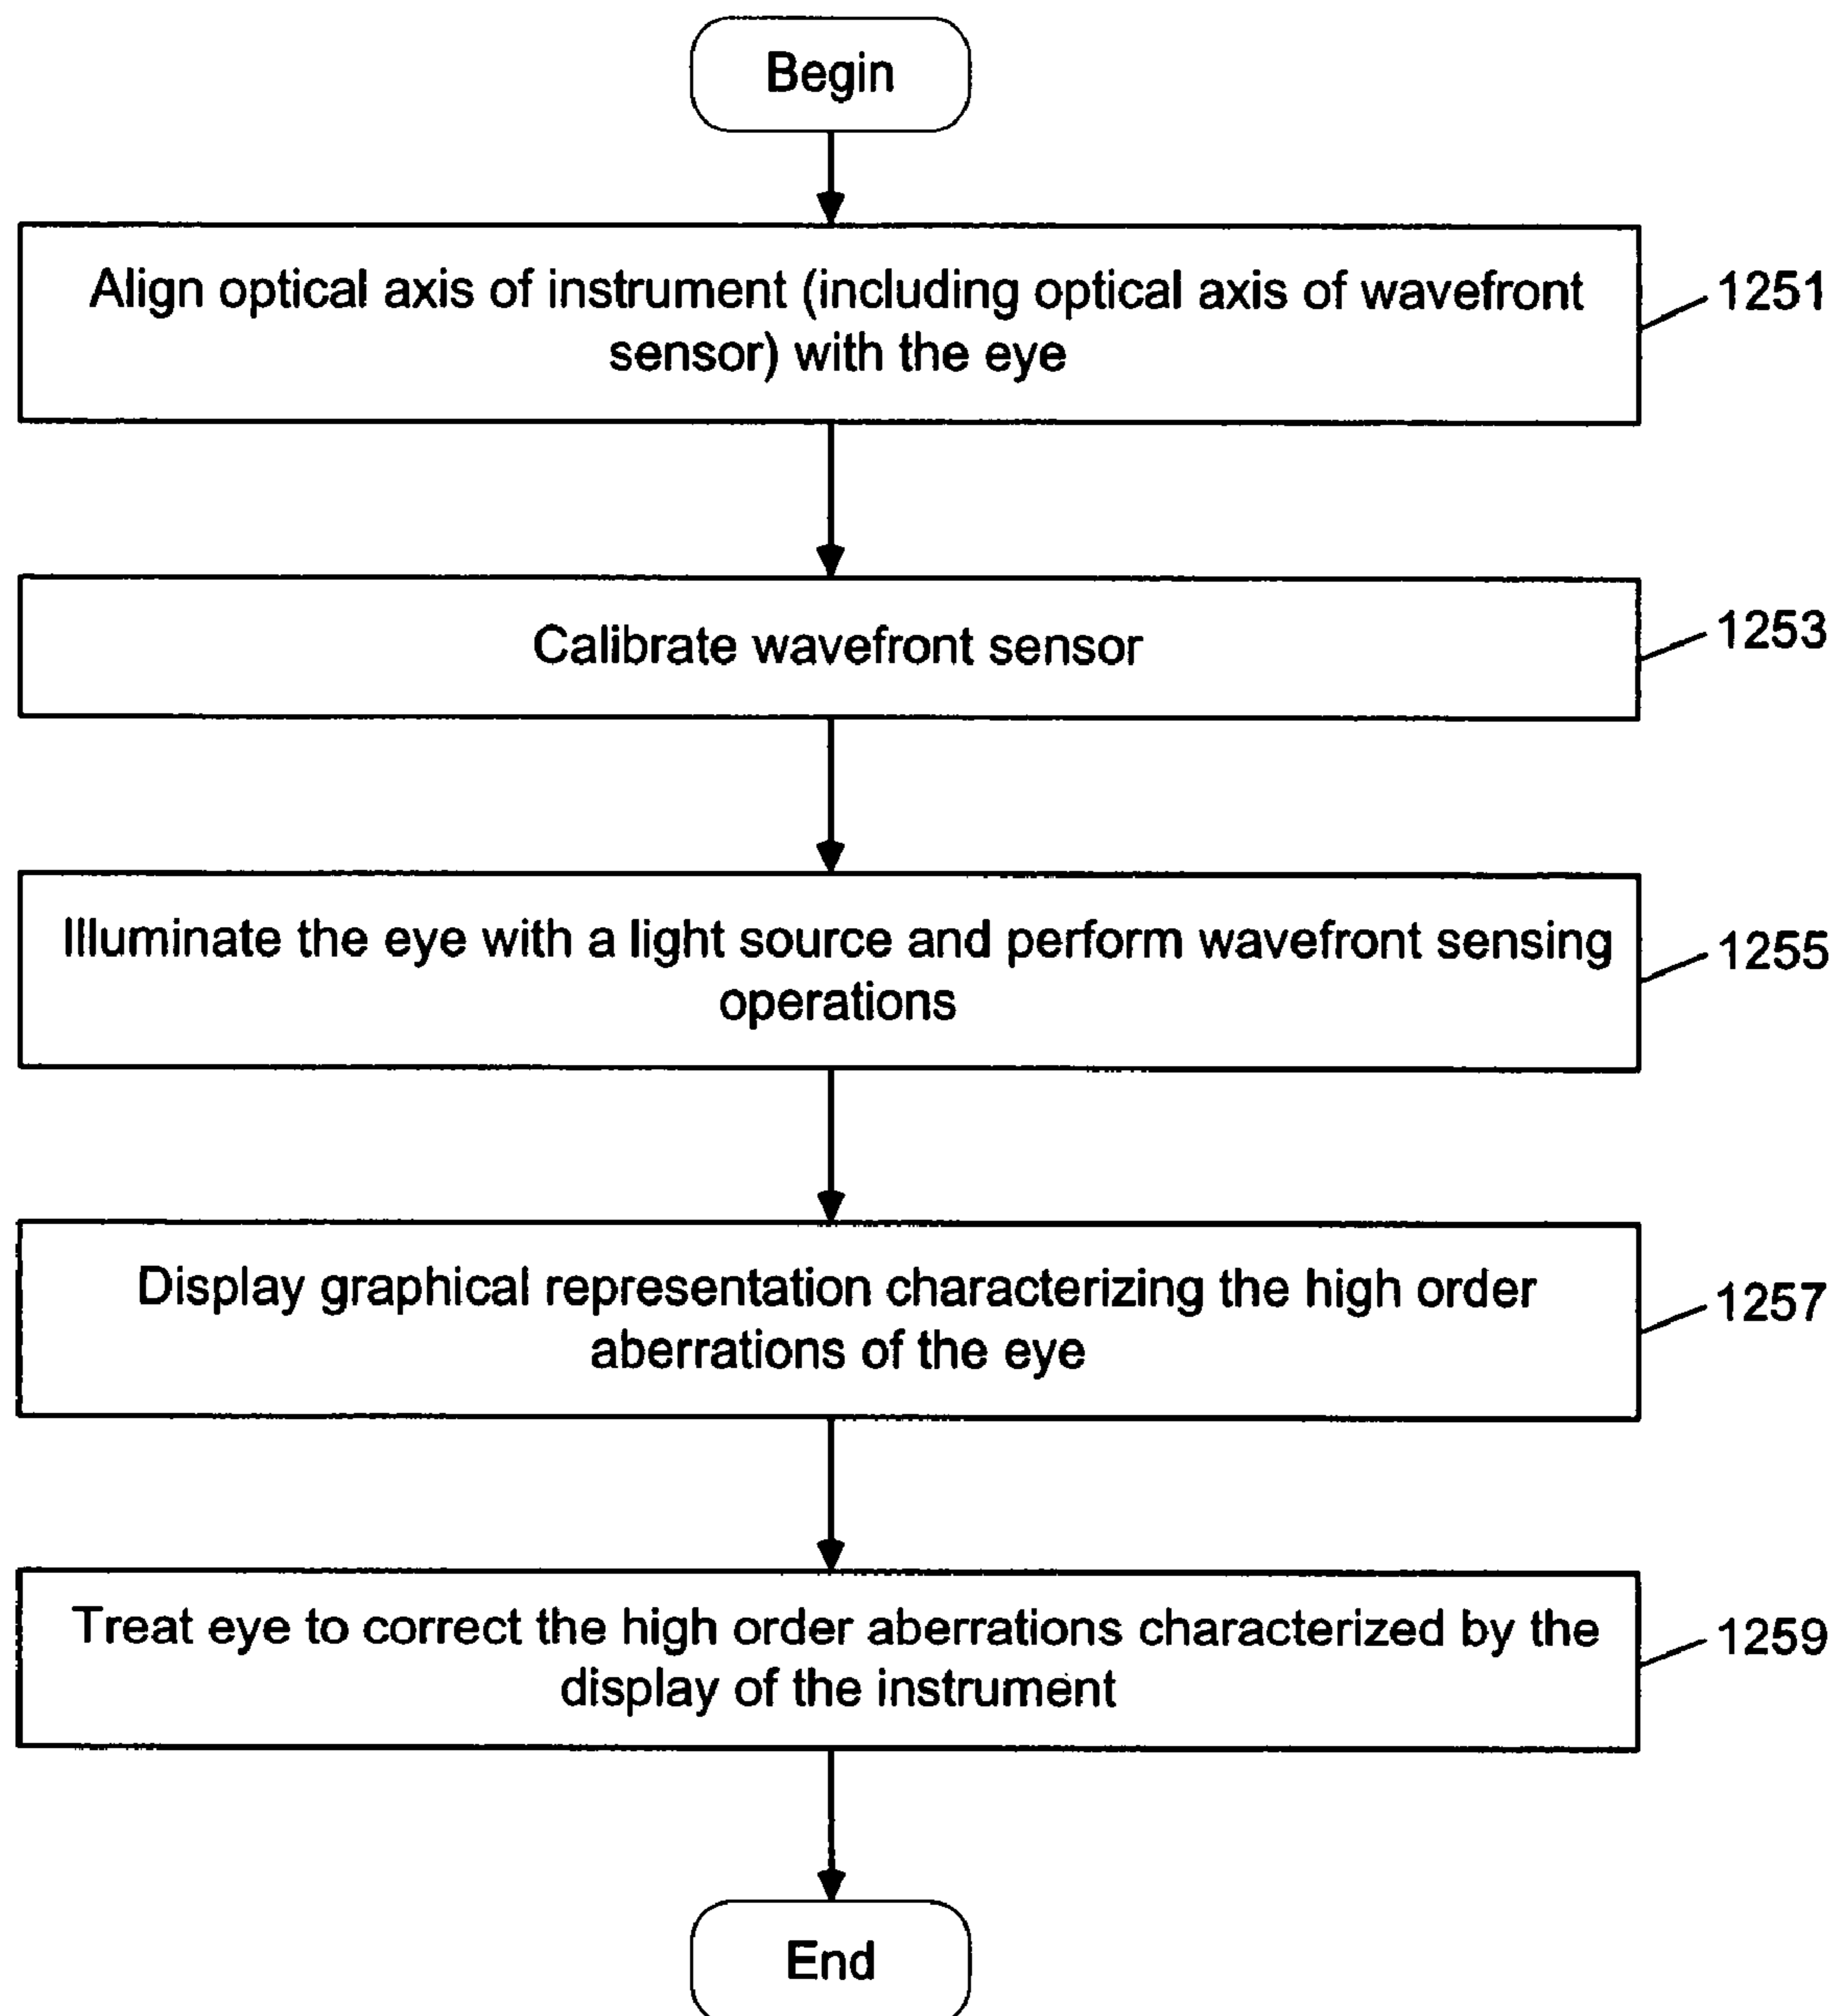 Begin
Align optical axis of instrument (including optical axis of wavefront
sensor) with the eye
1251
Calibrate wavefront sensor
1253
Illuminate the eye with a light source and perform wavefront sensing
operations
1255
Display graphical representation characterizing the high order
aberrations of the eye
1257
Treat eye to correct the high order aberrations characterized by the
display of the instrument
1259
End